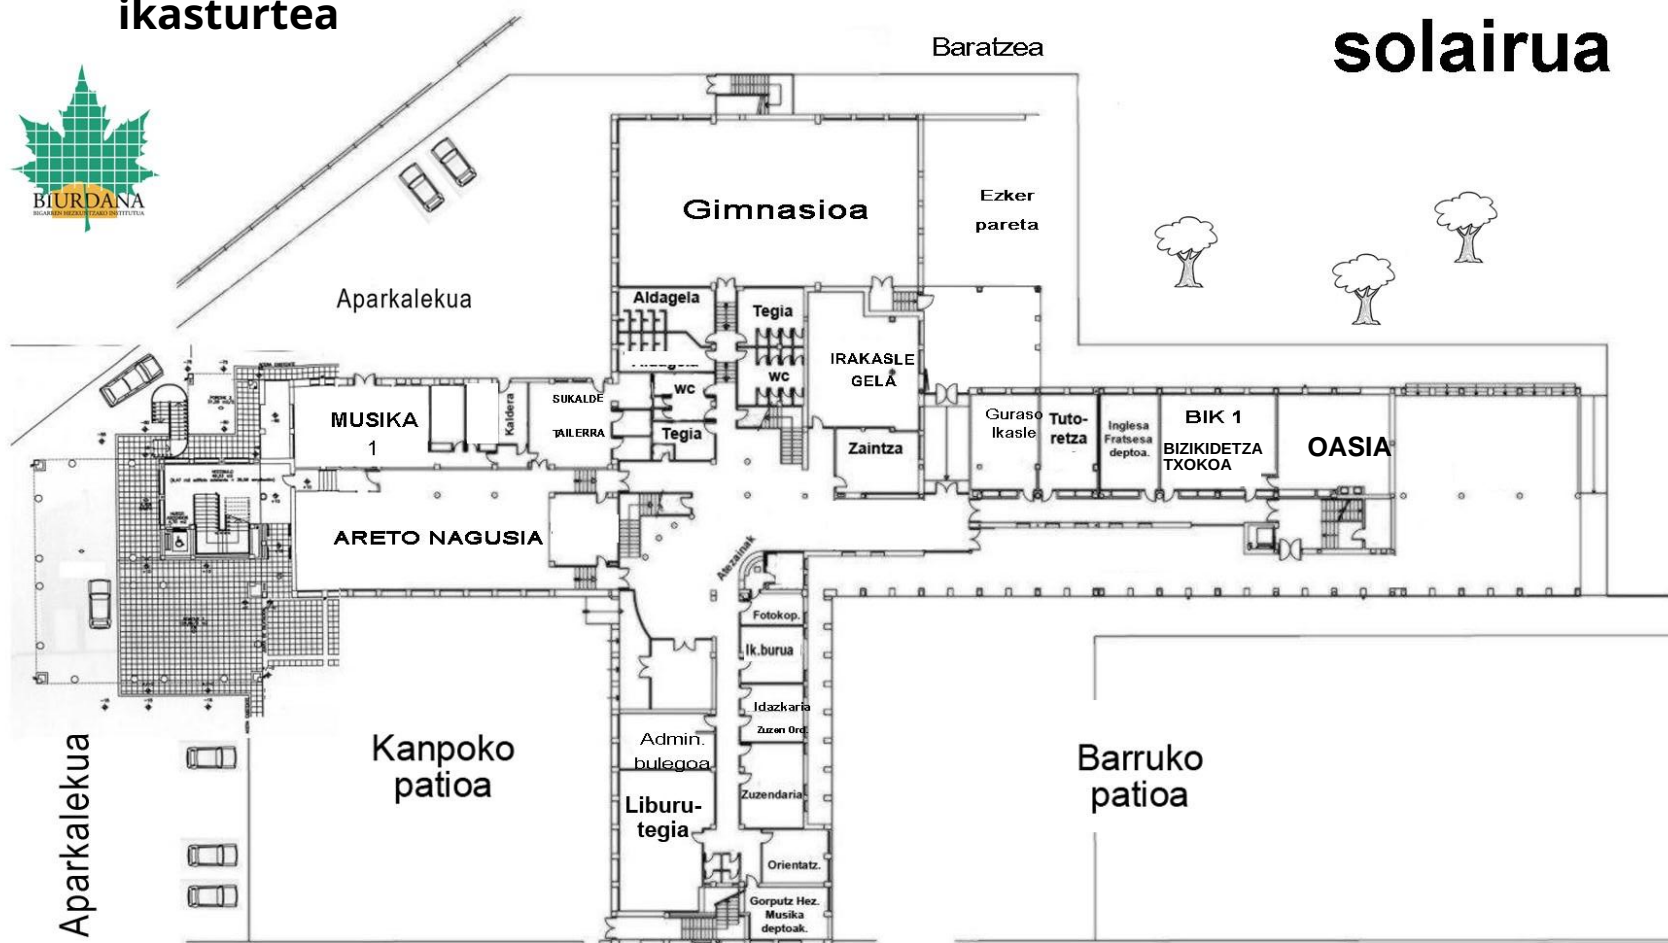 ikasturtea
solairua
Baratzea
BIURDANA
BIGARREN HEZKUNTZAKO INSTITUTUA
Ezker
pareta
Gimnasioa
Aparkalekua
Aldagela
Tegia
IRAKASLE
GELA
wc
wc
SUKALDE
TAILERRA
Kaldera
MUSIKA
1
Tegia
Zaintza
Guraso
Ikasle
Tuto-
retza
Inglesa
Fratsesa
deptoa.
BIK 1
BIZIKIDETZA
TXOKOA
OASIA
ARETO NAGUSIA
Atezainak
Fotokop.
Ik.burua
Idazkaria
Zuzen Ord.
Admin.
bulegoa
Zuzendaria
Liburu-
tegia
Orientatz.
Gorputz Hez.
Musika
deptoak.
Kanpoko
patioa
Barruko
patioa
Aparkalekua